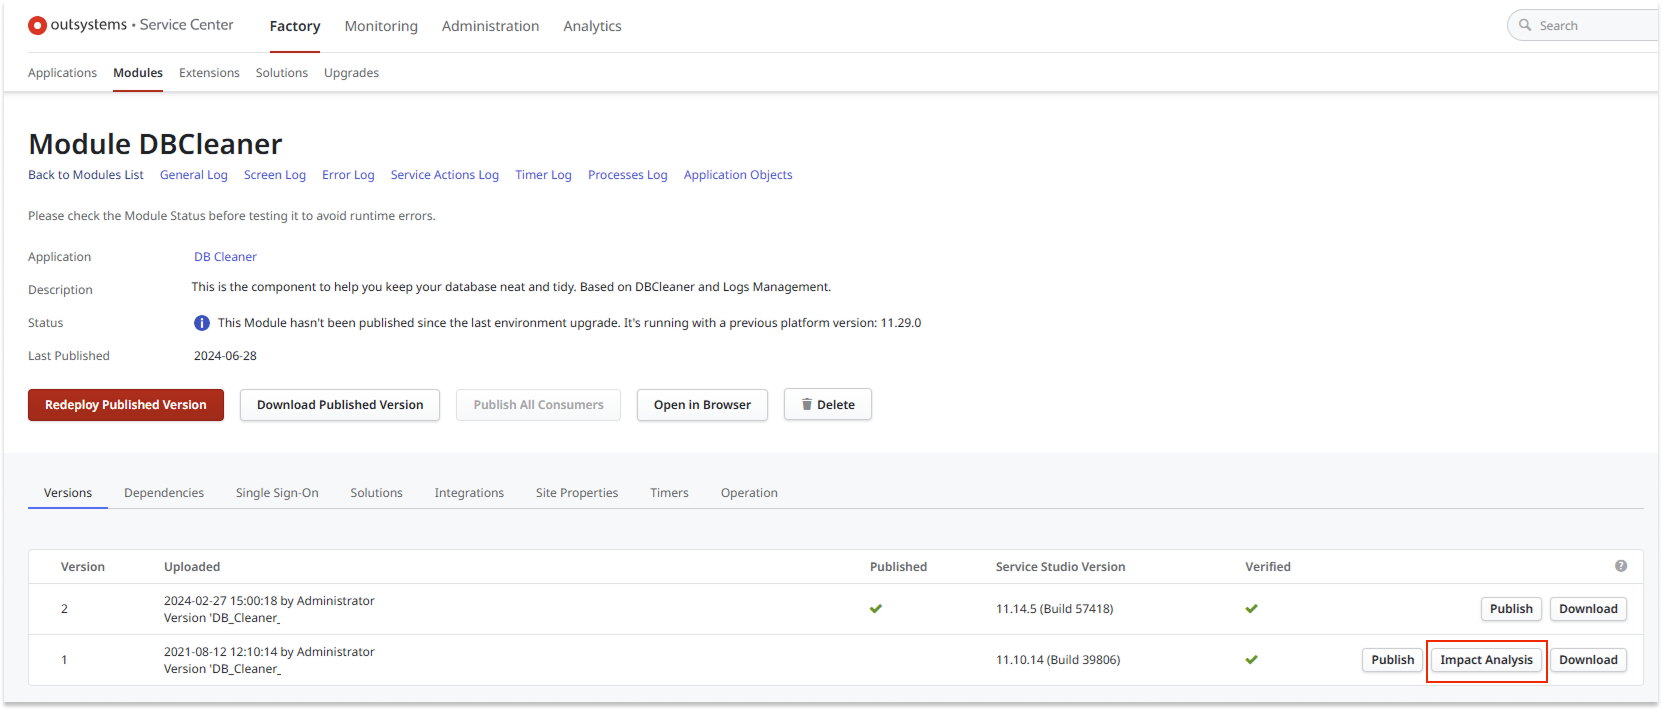 outsystems • Service Center Factory Monitoring Administration Analytics Search
Applications Modules Extensions Solutions Upgrades
Module DBCleaner
Back to Modules List General Log Screen Log Error Log Service Actions Log Timer Log Processes Log Application Objects
Please check the Module Status before testing it to avoid runtime errors.
Application DB Cleaner
Description This is the component to help you keep your database neat and tidy. Based on DBCleaner and Logs Management.
Status This Module hasn't been published since the last environment upgrade. It's running with a previous platform version: 11.29.0
Last Published 2024-06-28
Redeploy Published Version Download Published Version Publish All Consumers Open in Browser Delete
Versions Dependencies Single Sign-On Solutions Integrations Site Properties Timers Operation
Version Uploaded Published Service Studio Version Verified ?
2 2024-02-27 15:00:18 by Administrator 11.14.5 (Build 57418) Publish Download
Version 'DB_Cleaner_
1 2021-08-12 12:10:14 by Administrator 11.10.14 (Build 39806) Publish Impact Analysis Download
Version 'DB_Cleaner_